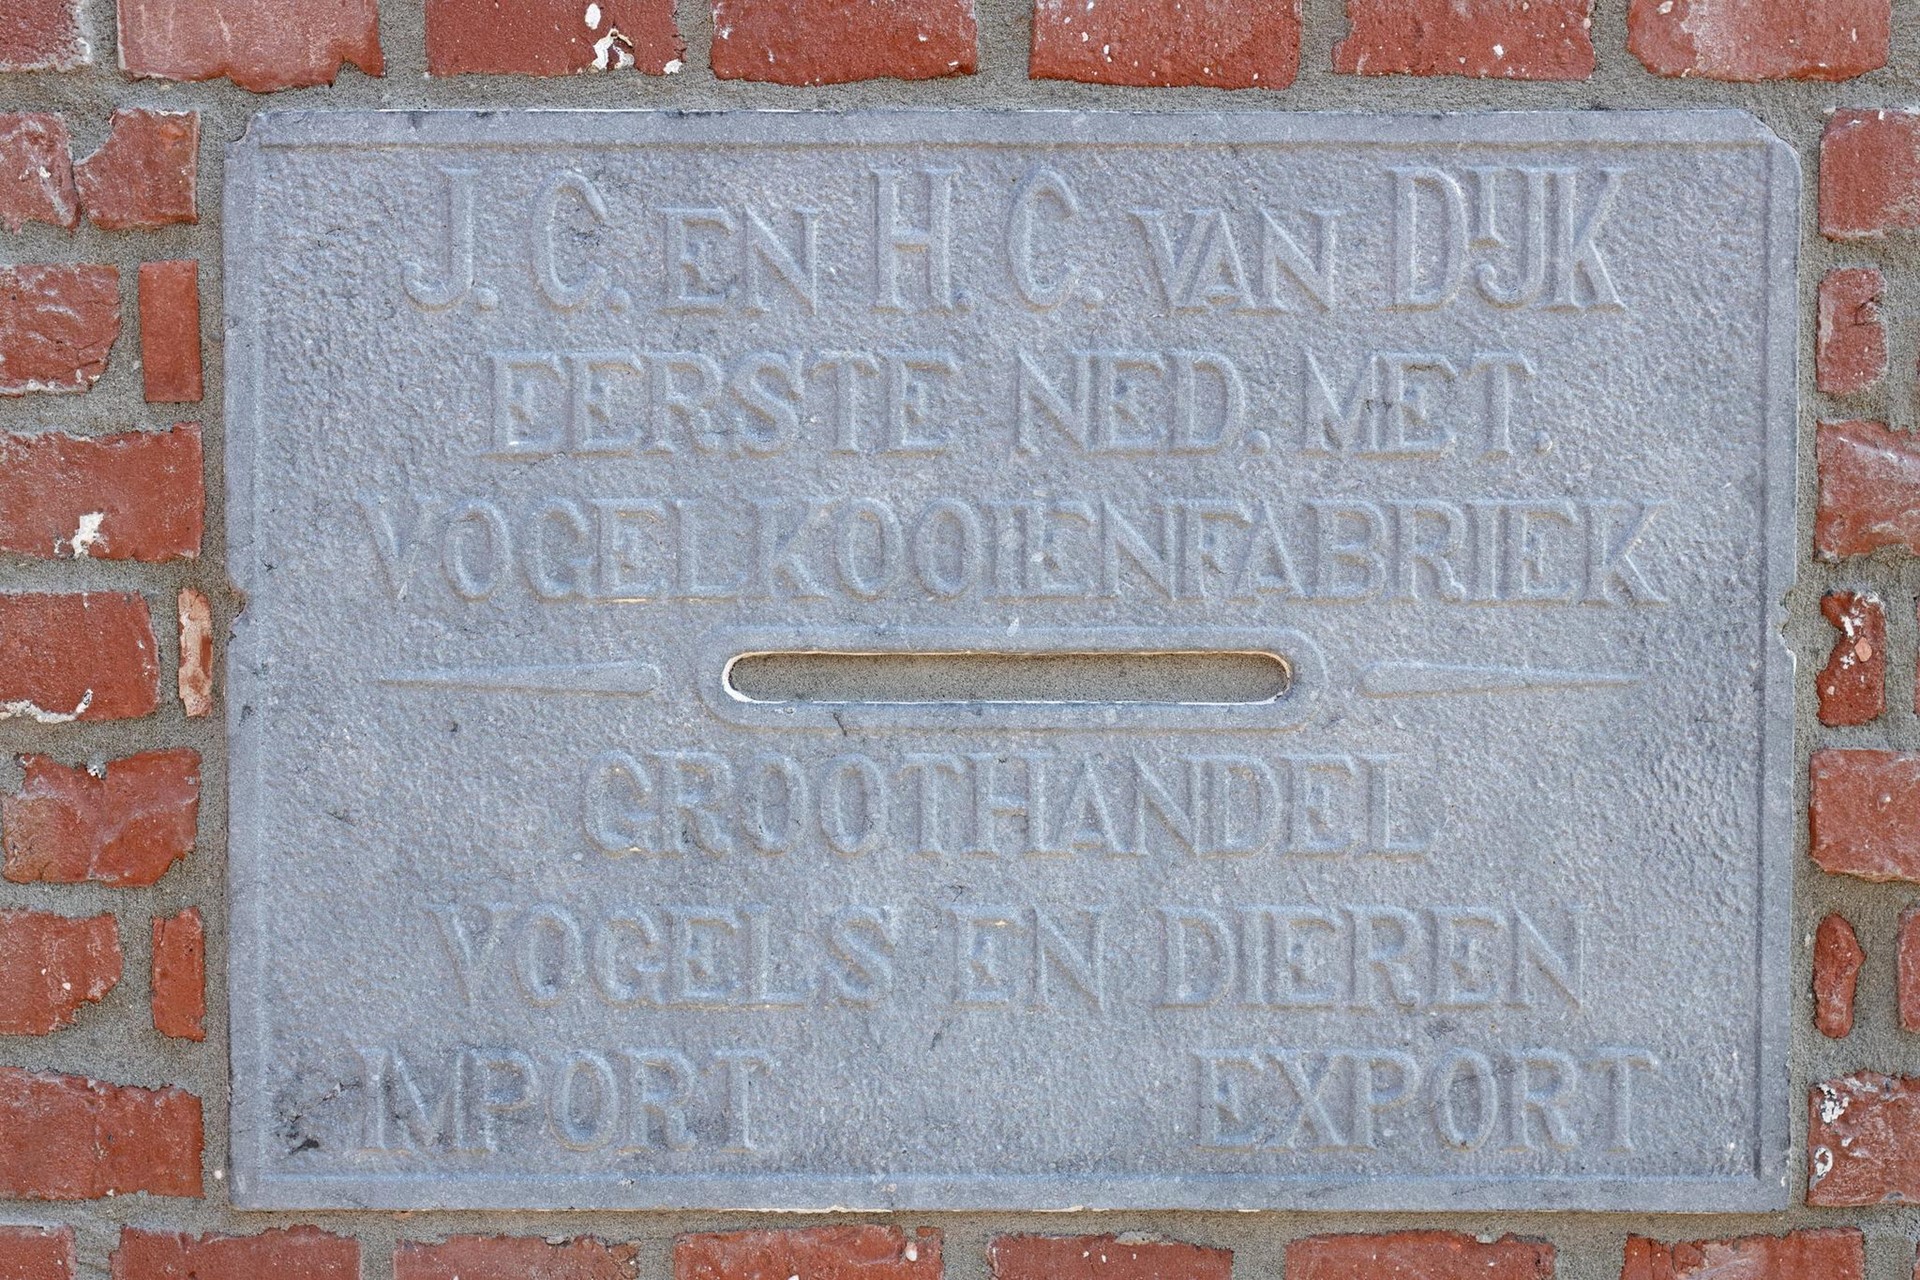 J. C. EN H. C. VAN DIJK
EERSTE NED. MET.
VOGELKOOIENFABRIEK
GROOTHANDEL
VOGELS EN DIEREN
IMPORT EXPORT